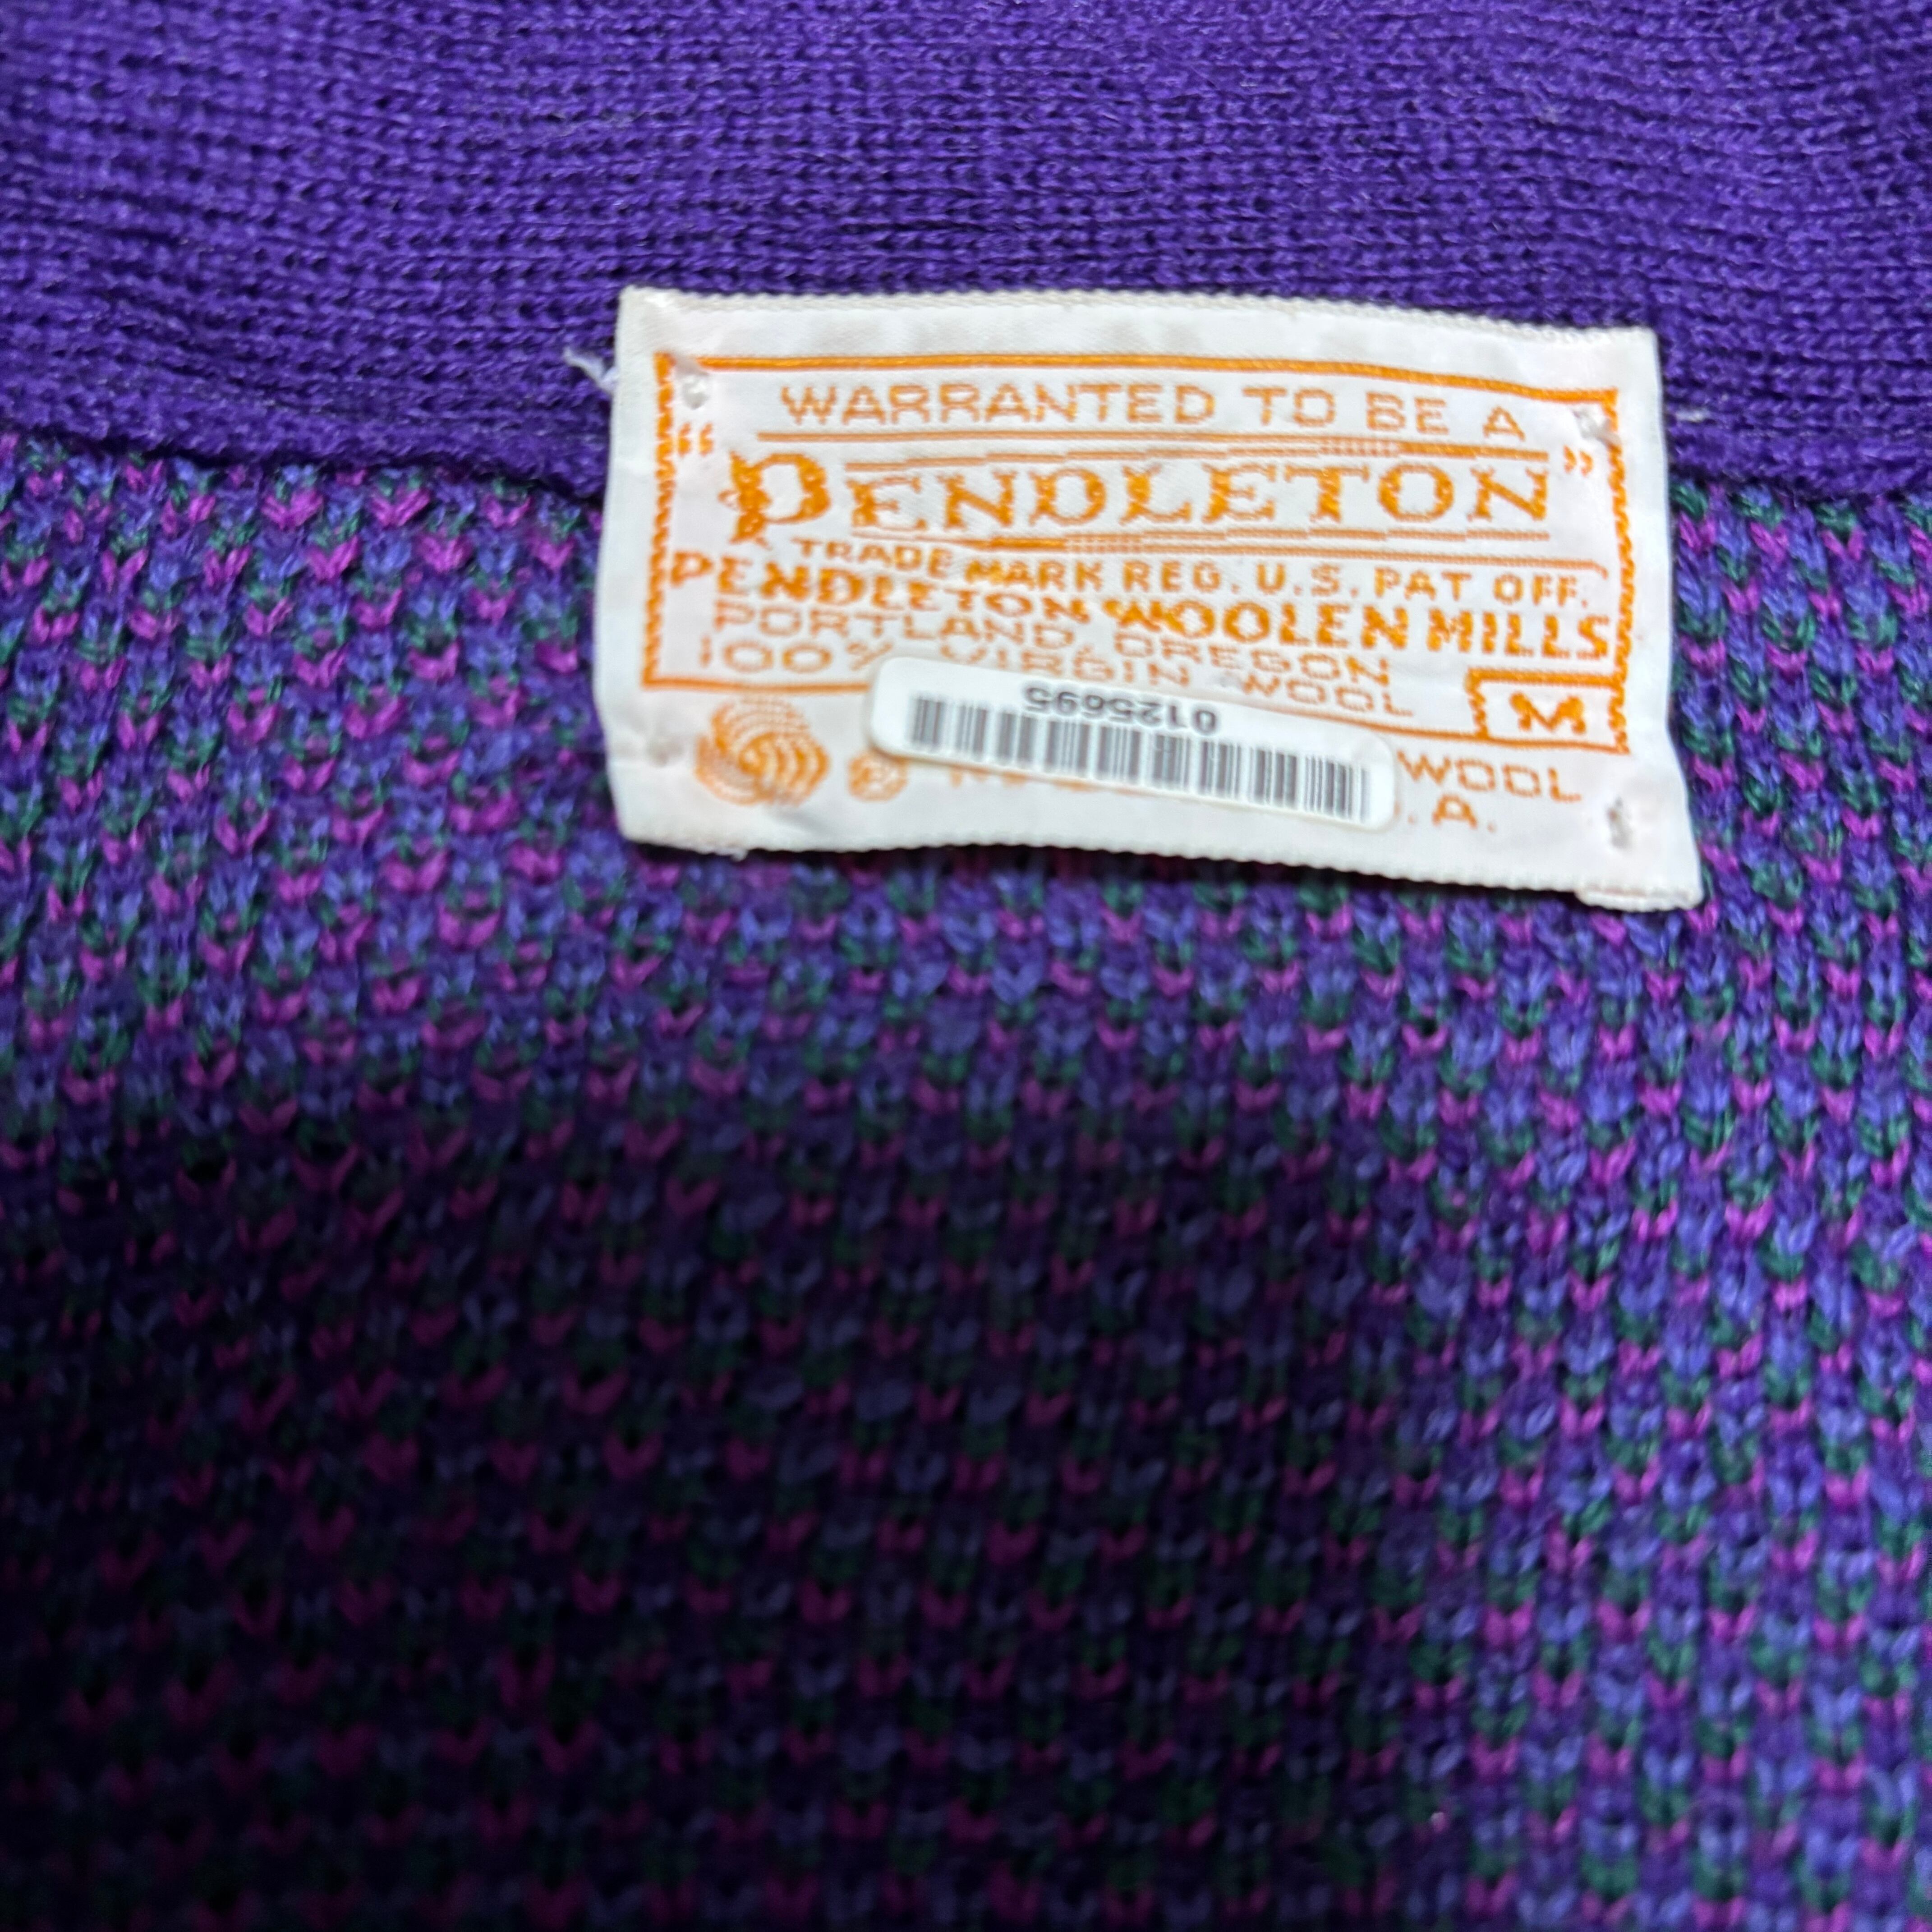 WARRANTED TO BE A
"PENDLETON"
TRADE MARK REG. U.S. PAT OFF.
PENDLETON WOOLEN MILLS
PORTLAND, OREGON
100% VIRGIN WOOL
M
0125695
® WOOL
.A.